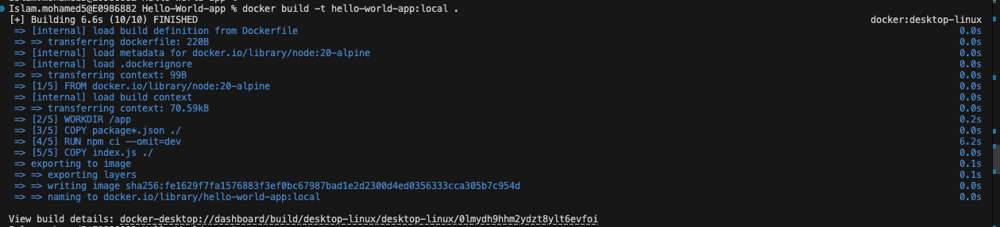 Islam.mohamed5@E0986882 Hello-World-app % docker build -t hello-world-app:local .
[+] Building 6.6s (10/10) FINISHED docker:desktop-linux
=> [internal] load build definition from Dockerfile 0.0s
=> => transferring dockerfile: 220B 0.0s
=> [internal] load metadata for docker.io/library/node:20-alpine 0.0s
=> [internal] load .dockerignore 0.0s
=> => transferring context: 99B 0.0s
=> [1/5] FROM docker.io/library/node:20-alpine 0.0s
=> [internal] load build context 0.0s
=> => transferring context: 70.59kB 0.0s
=> [2/5] WORKDIR /app 0.2s
=> [3/5] COPY package*.json ./ 0.0s
=> [4/5] RUN npm ci --omit=dev 6.2s
=> [5/5] COPY index.js ./ 0.0s
=> exporting to image 0.1s
=> => exporting layers 0.1s
=> => writing image sha256:fe1629f7fa1576883f3ef0bc67987bad1e2d2300d4ed0356333cca305b7c954d 0.0s
=> => naming to docker.io/library/hello-world-app:local 0.0s
View build details: docker-desktop://dashboard/build/desktop-linux/desktop-linux/0lmydh9hhm2ydzt8ylt6evfoi